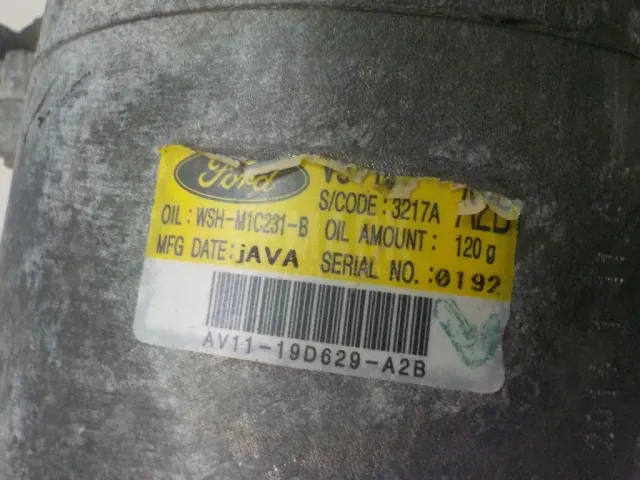 Ford
S/CODE : 3217A
OIL : WSH-M1C231-B OIL AMOUNT : 120 g
MFG DATE : jAVA SERIAL NO. : 0192
AV11-19D629-A2B